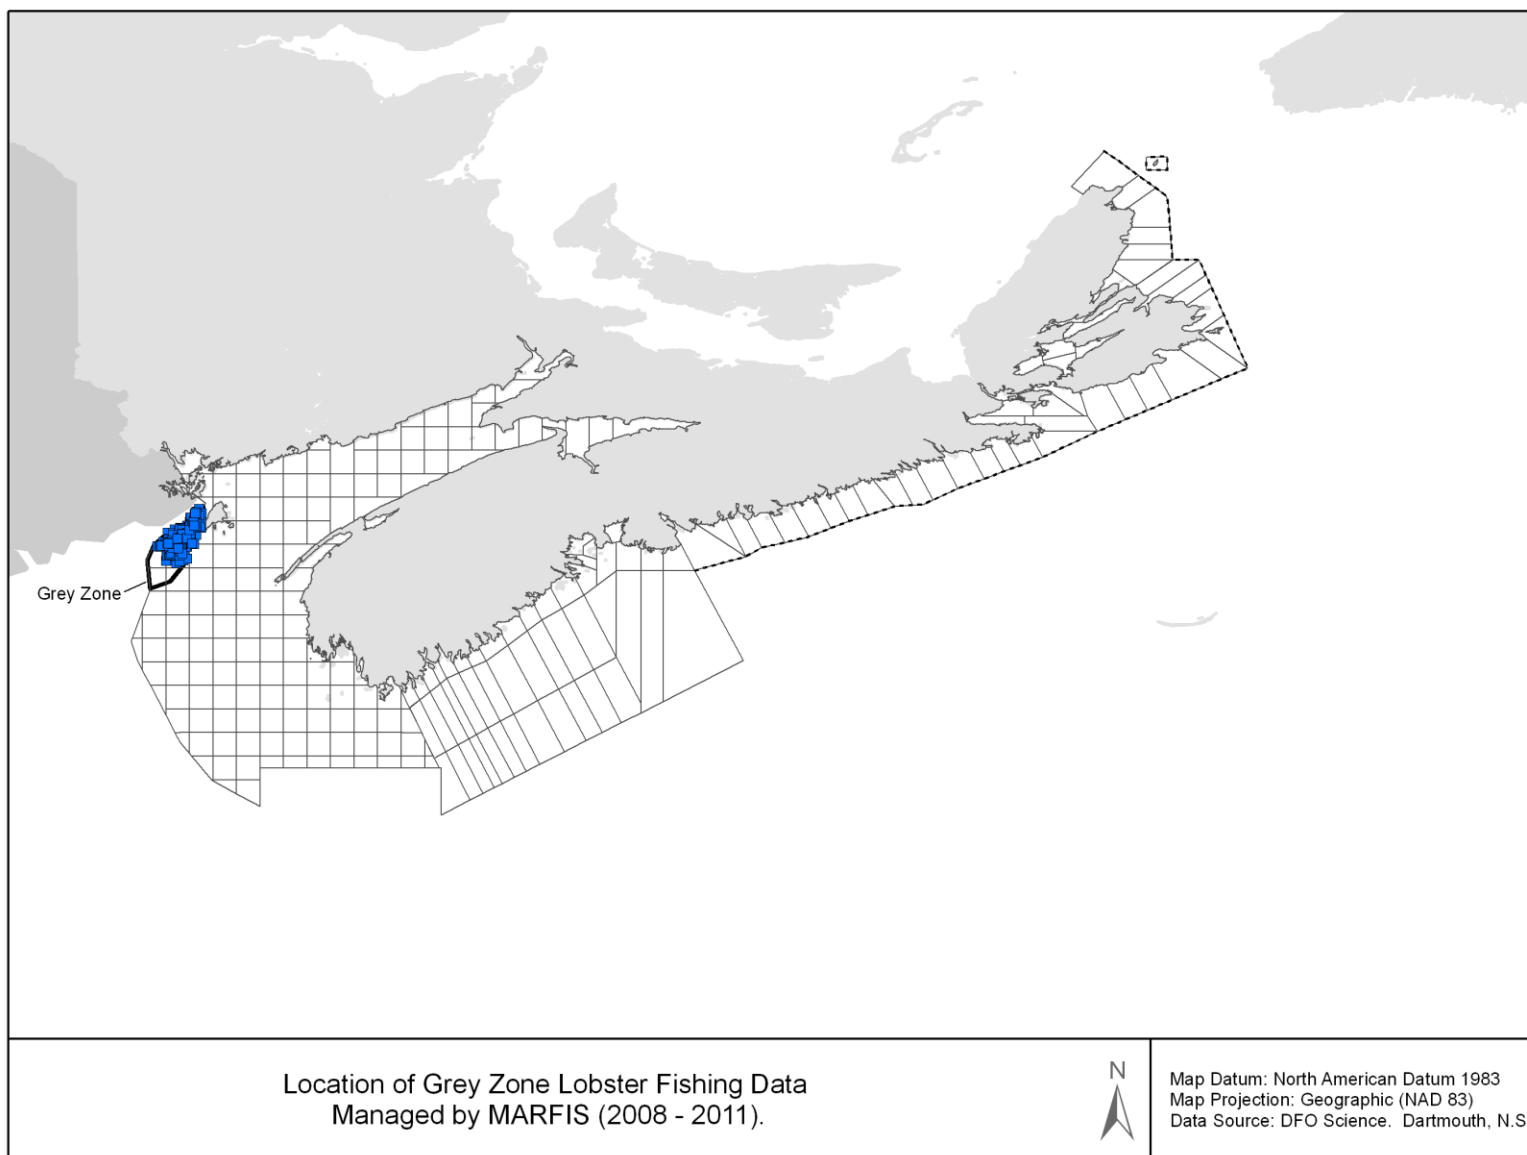 Grey Zone
Location of Grey Zone Lobster Fishing Data
Managed by MARFIS (2008 - 2011).
N
Map Datum: North American Datum 1983
Map Projection: Geographic (NAD 83)
Data Source: DFO Science. Dartmouth, N.S